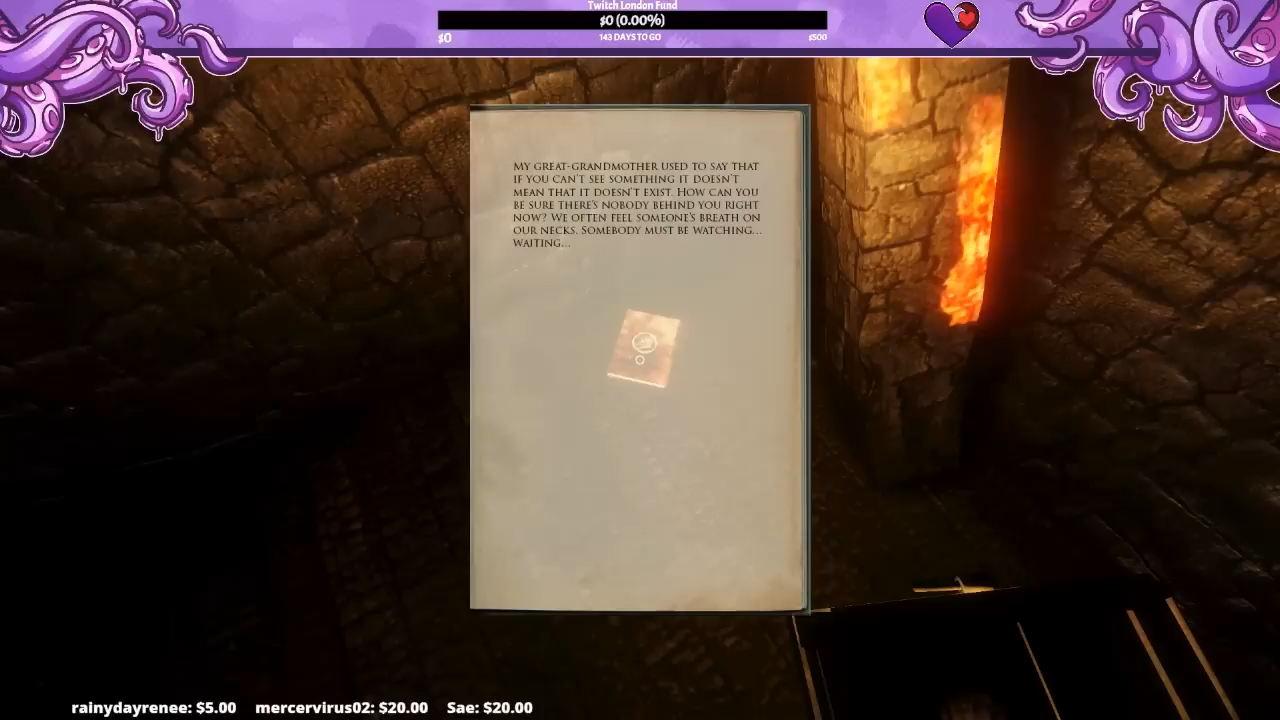 Twitch London Fund
$0 (0.00%)
$0
143 DAYS TO GO
$500
MY GREAT-GRANDMOTHER USED TO SAY THAT
IF YOU CAN'T SEE SOMETHING IT DOESN'T
MEAN THAT IT DOESN'T EXIST. HOW CAN YOU
BE SURE THERE'S NOBODY BEHIND YOU RIGHT
NOW? WE OFTEN FEEL SOMEONE'S BREATH ON
OUR NECKS. SOMEBODY MUST BE WATCHING...
WAITING...
rainydayrenee: $5.00 mercervirus02: $20.00 Sae: $20.00